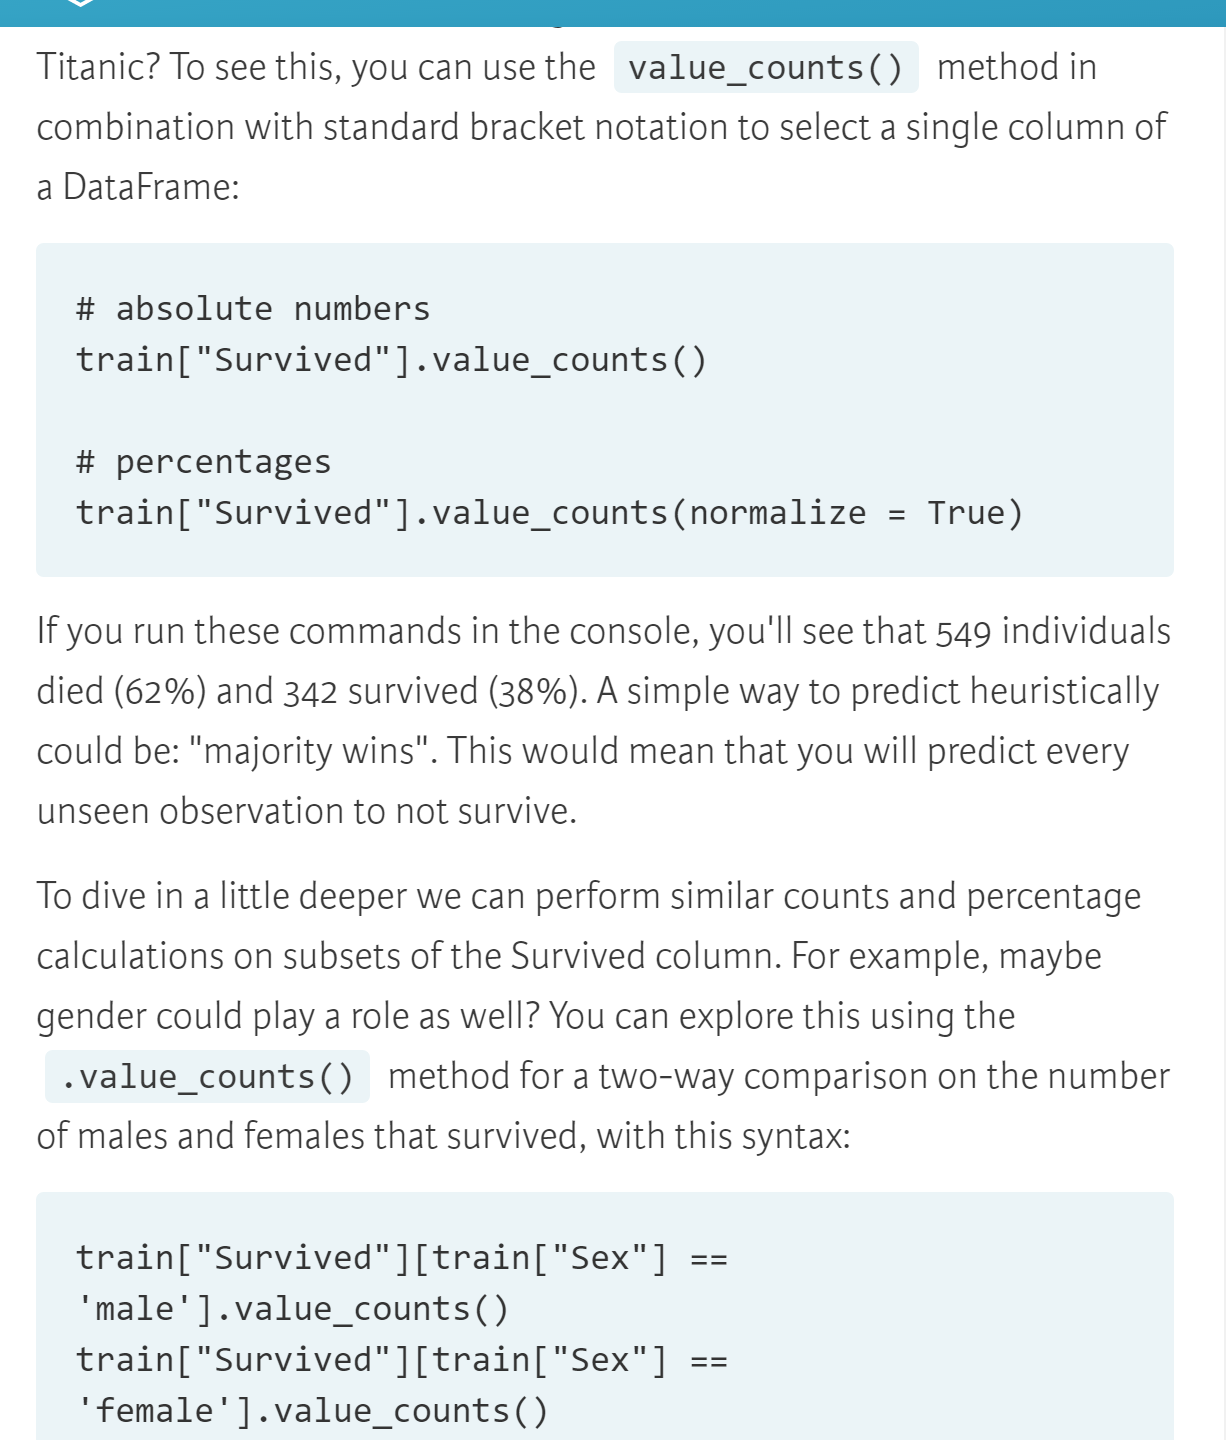 Titanic? To see this, you can use the value_counts() method in
combination with standard bracket notation to select a single column of
a DataFrame:
# absolute numbers
train["Survived"].value_counts()
# percentages
train["Survived"].value_counts(normalize = True)
If you run these commands in the console, you'll see that 549 individuals
died (62%) and 342 survived (38%). A simple way to predict heuristically
could be: "majority wins". This would mean that you will predict every
unseen observation to not survive.
To dive in a little deeper we can perform similar counts and percentage
calculations on subsets of the Survived column. For example, maybe
gender could play a role as well? You can explore this using the
.value_counts() method for a two-way comparison on the number
of males and females that survived, with this syntax:
train["Survived"][train["Sex"] ==
'male'].value_counts()
train["Survived"][train["Sex"] ==
'female'].value_counts()